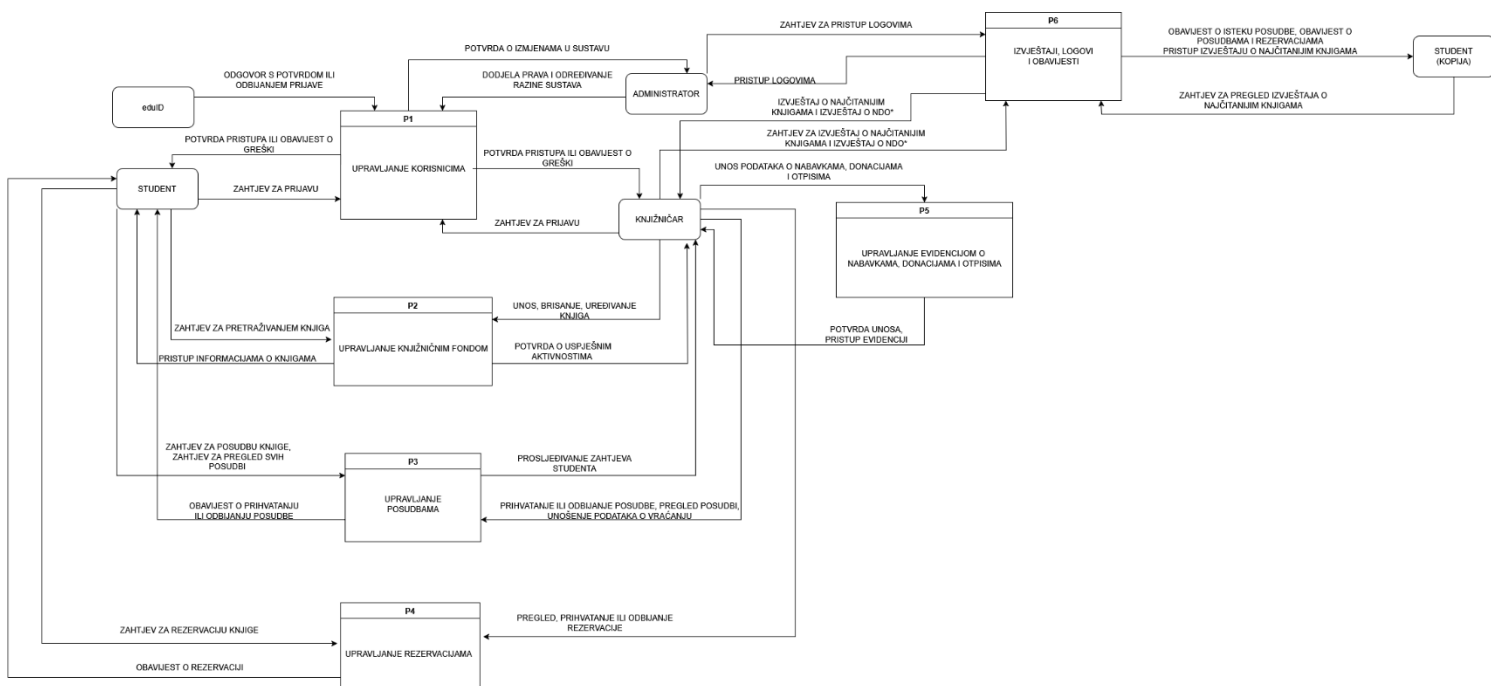 ZAHTJEV ZA PRISTUP LOGOVIMA
P6
IZVJEŠTAJI, LOGOVI
I OBAVIJESTI
OBAVIJEST O ISTEKU POSUDBE, OBAVIJEST O
POSUDBAMA I REZERVACIJAMA
PRISTUP IZVJEŠTAJU O NAJČITANIJIM KNJIGAMA
STUDENT
(KOPIJA)
POTVRDA O IZMJENAMA U SUSTAVU
PRISTUP LOGOVIMA
ODGOVOR S POTVRDOM ILI
ODBIJANJEM PRIJAVE
DODJELA PRAVA I ODREĐIVANJE
RAZINE SUSTAVA
ADMINISTRATOR
eduID
IZVJEŠTAJ O NAJČITANIJIM
KNJIGAMA I IZVJEŠTAJ O NDO*
ZAHTJEV ZA PREGLED IZVJEŠTAJA O
NAJČITANIJIM KNJIGAMA
P1
UPRAVLJANJE KORISNICIMA
ZAHTJEV ZA IZVJEŠTAJ O NAJČITANIJIM
KNJIGAMA I IZVJEŠTAJ O NDO*
POTVRDA PRISTUPA ILI OBAVIJEST O
GREŠKI
POTVRDA PRISTUPA ILI OBAVIJEST O
GREŠKI
UNOS PODATAKA O NABAVKAMA, DONACIJAMA
I OTPISIMA
STUDENT
ZAHTJEV ZA PRIJAVU
ZAHTJEV ZA PRIJAVU
KNJIŽNIČAR
P5
UPRAVLJANJE EVIDENCIJOM O
NABAVKAMA, DONACIJAMA I OTPISIMA
P2
UPRAVLJANJE KNJIŽNIČNIM FONDOM
UNOS, BRISANJE, UREĐIVANJE
KNJIGA
ZAHTJEV ZA PRETRAŽIVANJEM KNJIGA
PRISTUP INFORMACIJAMA O KNJIGAMA
POTVRDA O USPJEŠNIM
AKTIVNOSTIMA
POTVRDA UNOSA,
PRISTUP EVIDENCIJI
ZAHTJEV ZA POSUDBU KNJIGE,
ZAHTJEV ZA PREGLED SVIH
POSUDBI
P3
UPRAVLJANJE
POSUDBAMA
PROSLJEĐIVANJE ZAHTJEVA
STUDENTA
OBAVIJEST O PRIHVATANJU
ILI ODBIJANJU POSUDBE
PRIHVATANJE ILI ODBIJANJE POSUDBE, PREGLED POSUDBI,
UNOŠENJE PODATAKA O VRAĆANJU
P4
UPRAVLJANJE REZERVACIJAMA
ZAHTJEV ZA REZERVACIJU KNJIGE
PREGLED, PRIHVATANJE ILI ODBIJANJE
REZERVACIJE
OBAVIJEST O REZERVACIJI